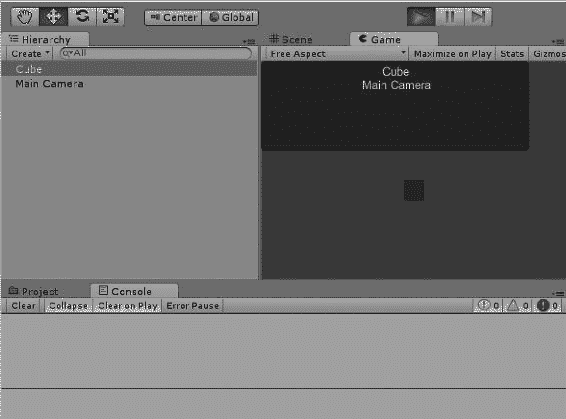 Center Global
Hierarchy
Create All
Cube
Main Camera
Scene Game
Free Aspect Maximize on Play Stats Gizmos
Cube
Main Camera
Project Console
Clear Collapse Clear on Play Error Pause 0 0 0